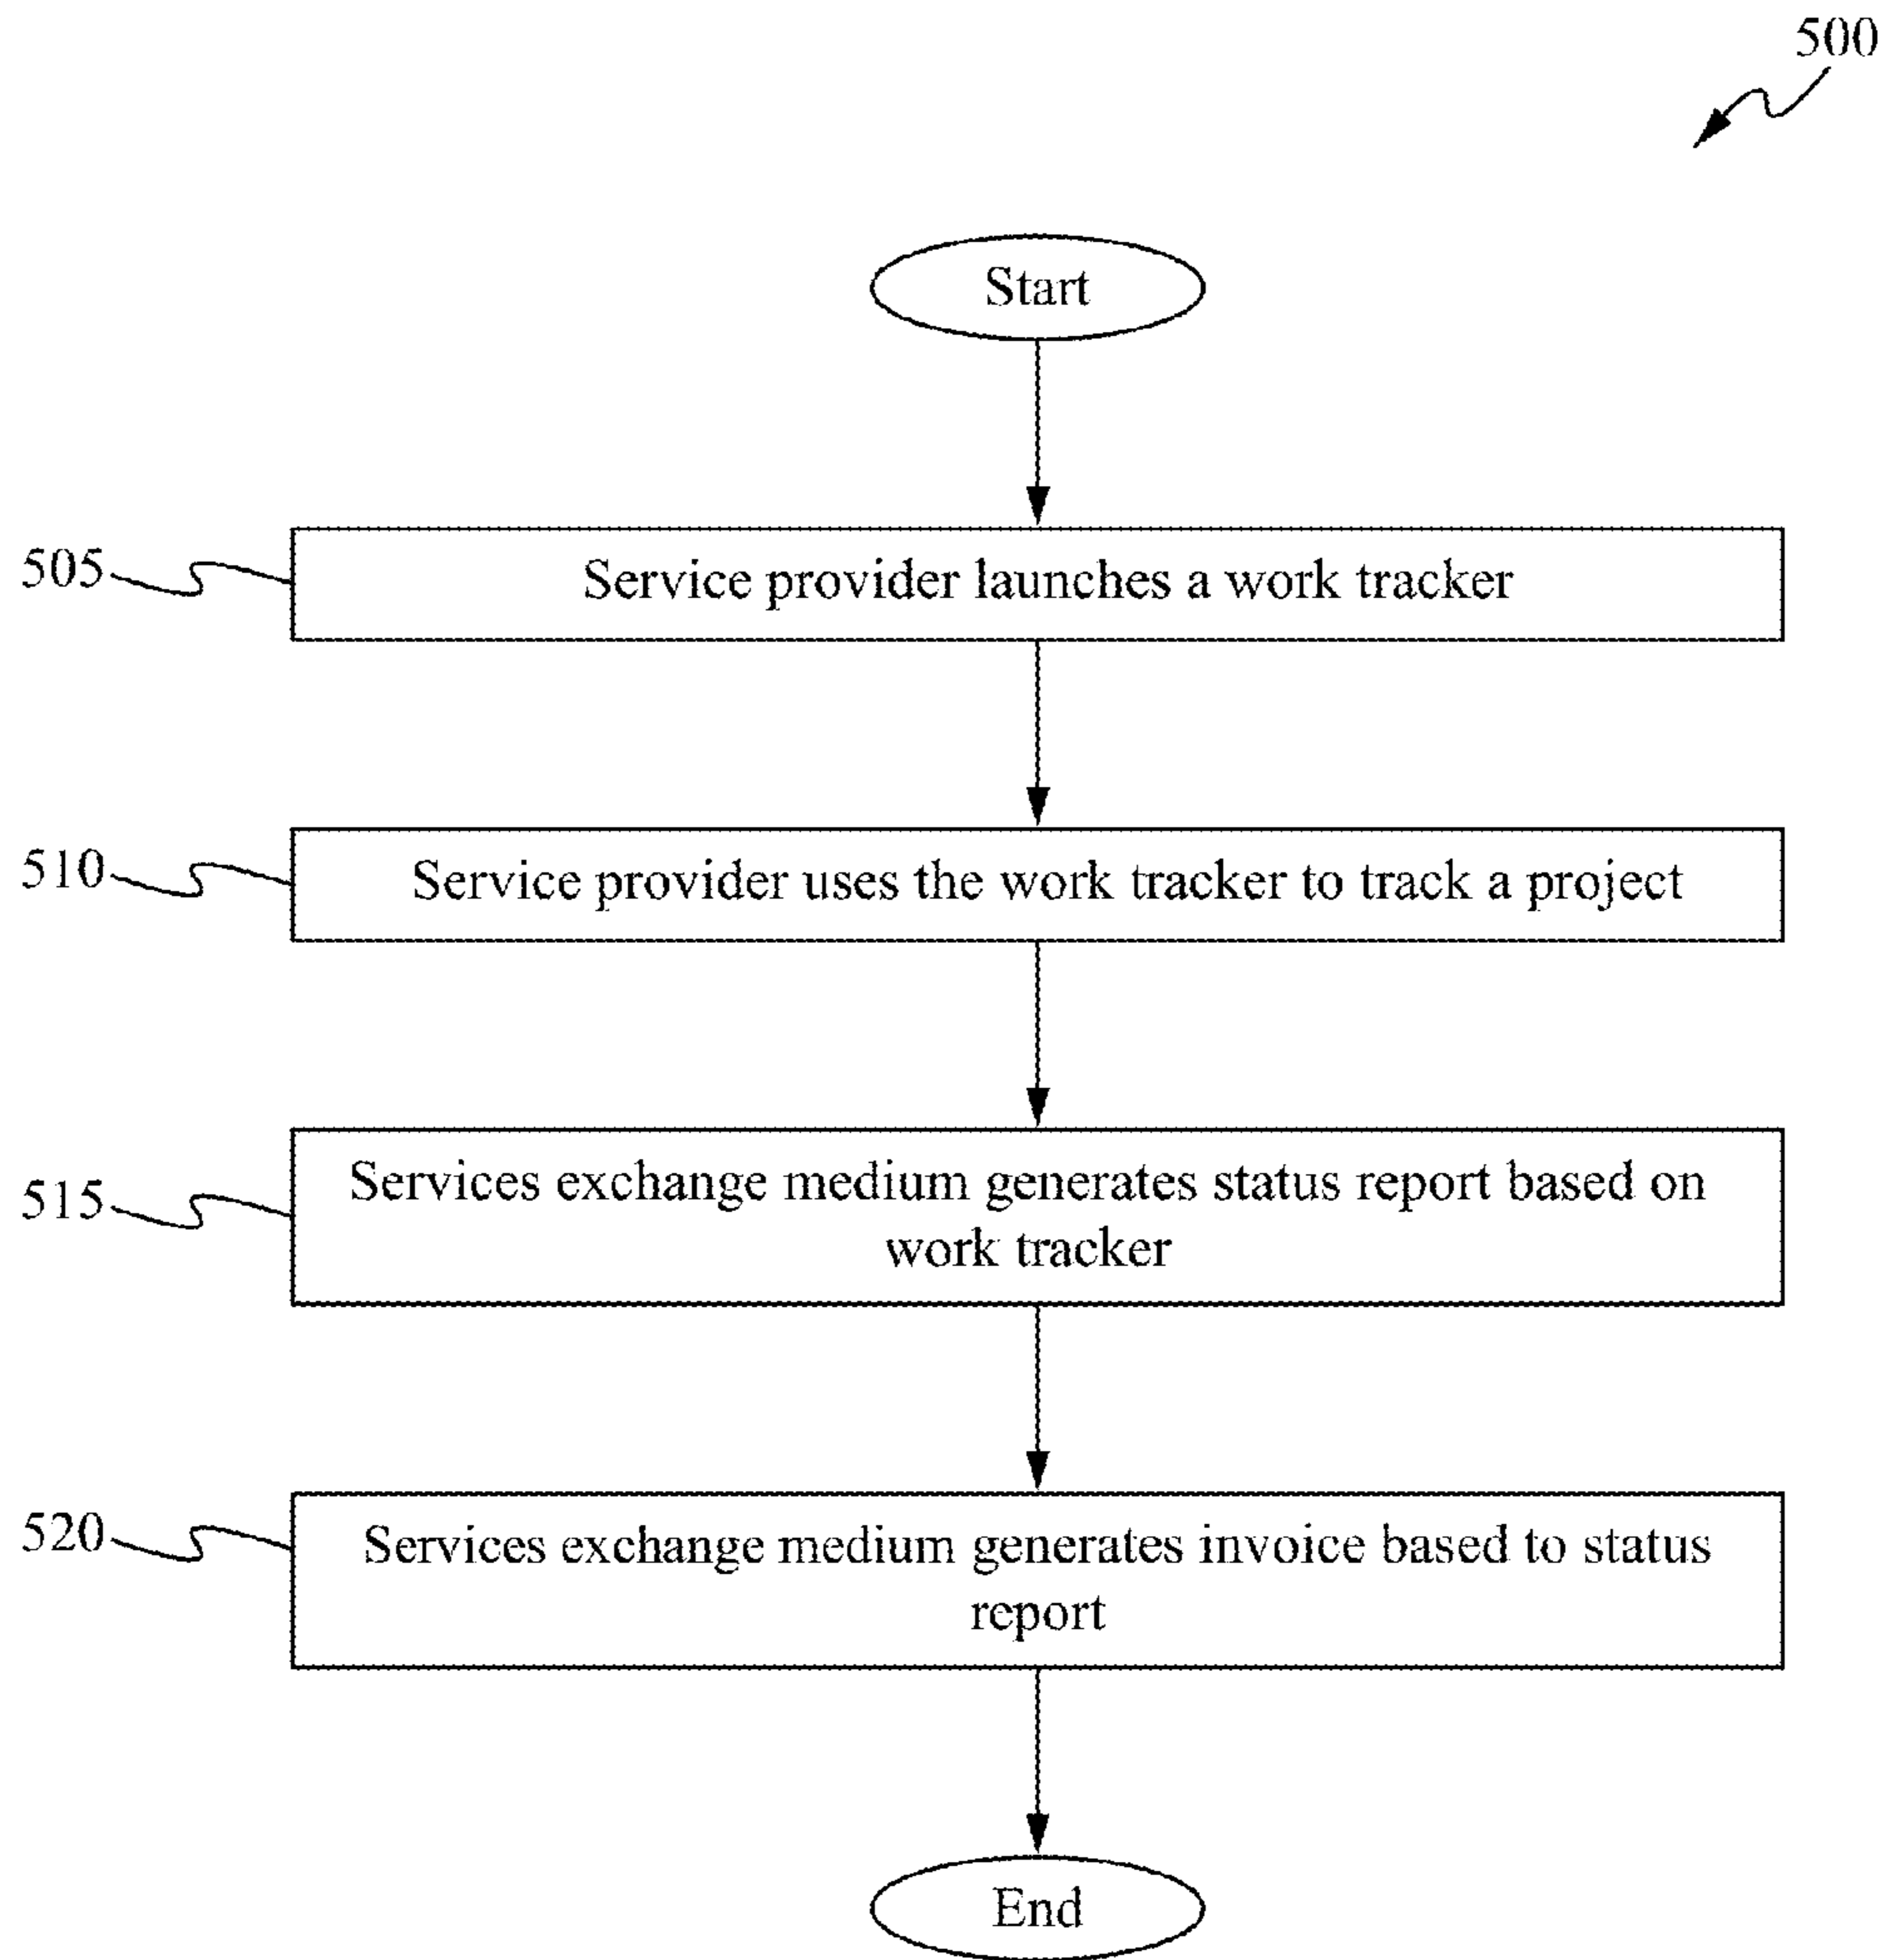 500
Start
505
Service provider launches a work tracker
510
Service provider uses the work tracker to track a project
515
Services exchange medium generates status report based on
work tracker
520
Services exchange medium generates invoice based to status
report
End